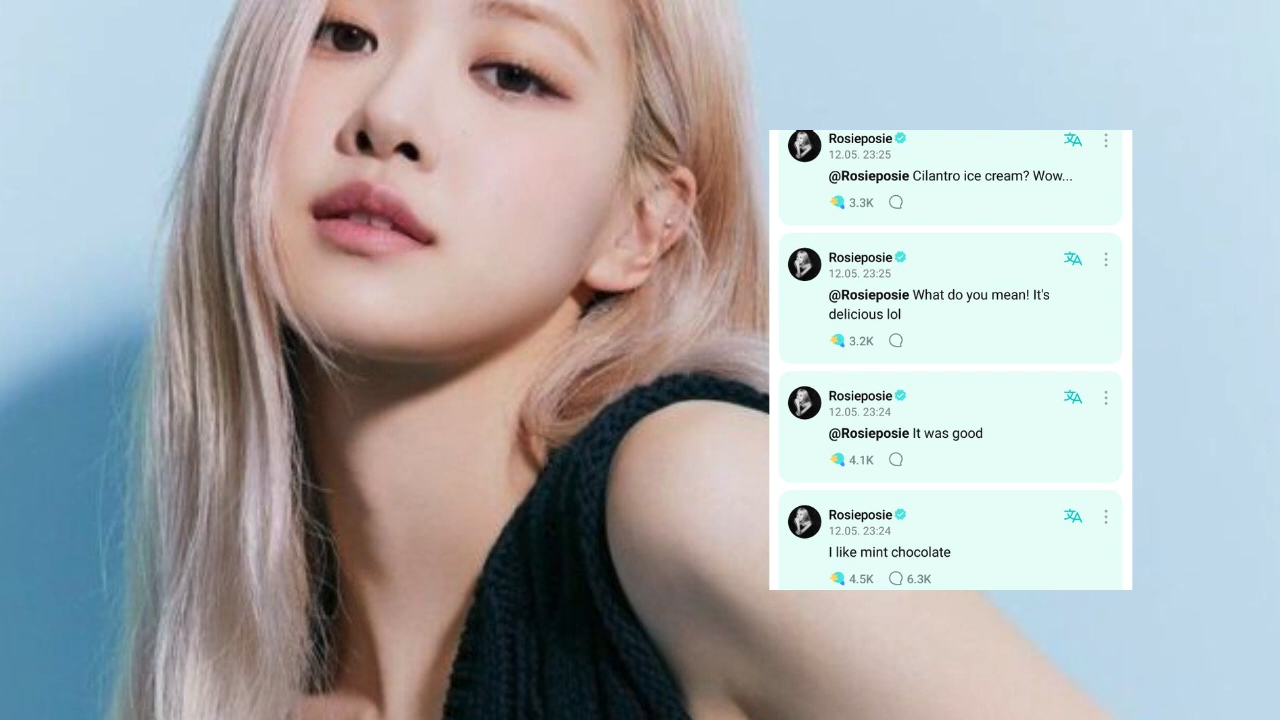 Rosieposie
12.05. 23:25
@Rosieposie Cilantro ice cream? Wow...
3.3K
Rosieposie
12.05. 23:25
@Rosieposie What do you mean! It's
delicious lol
3.2K
Rosieposie
12.05. 23:24
@Rosieposie It was good
4.1K
Rosieposie
12.05. 23:24
I like mint chocolate
4.5K 6.3K